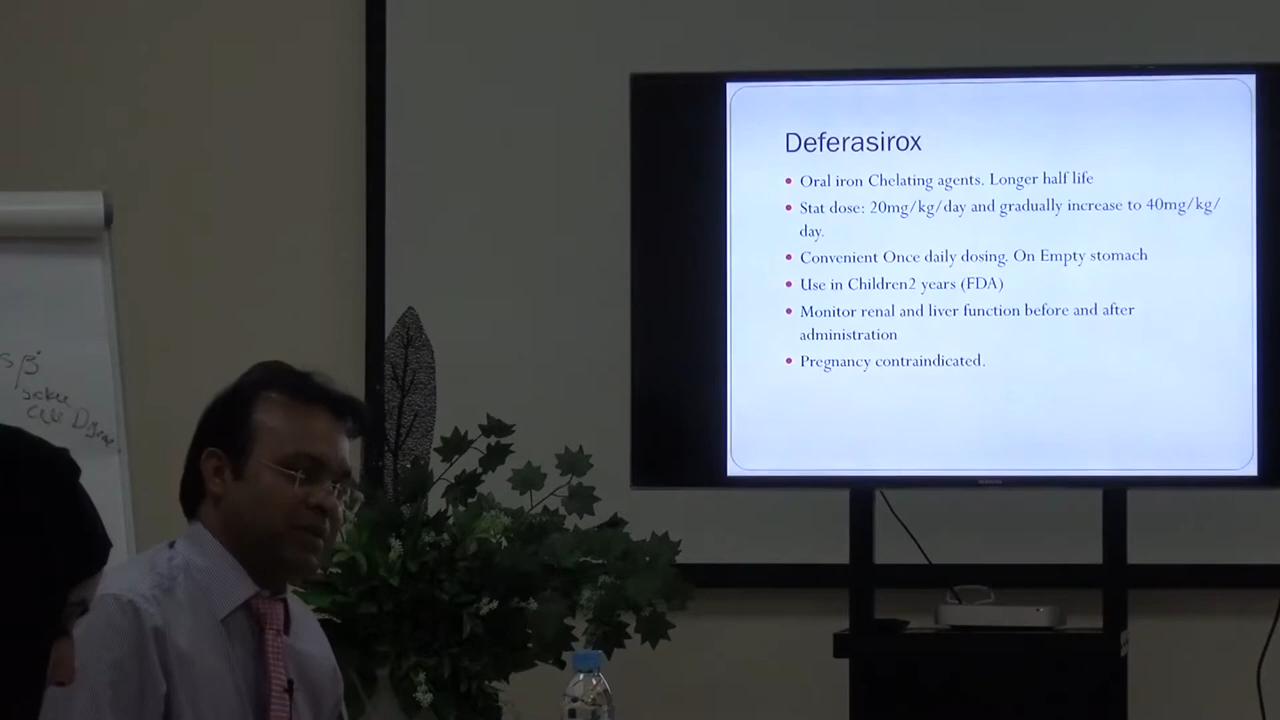 Deferasirox
• Oral iron Chelating agents. Longer half life
• Stat dose: 20mg/kg/day and gradually increase to 40mg/kg/
day.
• Convenient Once daily dosing. On Empty stomach
• Use in Children2 years (FDA)
• Monitor renal and liver function before and after
administration
• Pregnancy contraindicated.
SAMSUNG